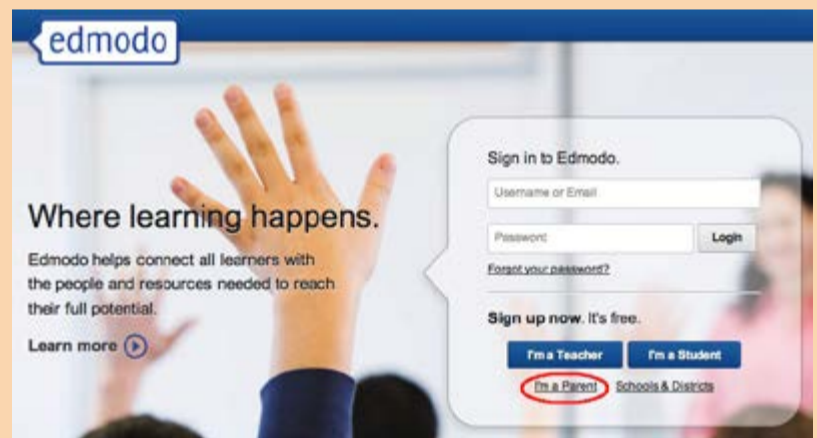 edmodo
Where learning happens.
Edmodo helps connect all learners with
the people and resources needed to reach
their full potential.
Learn more
Sign in to Edmodo.
Username or Email
Password
Login
Forgot your password?
Sign up now. It's free.
I'm a Teacher
I'm a Student
I'm a Parent
Schools & Districts